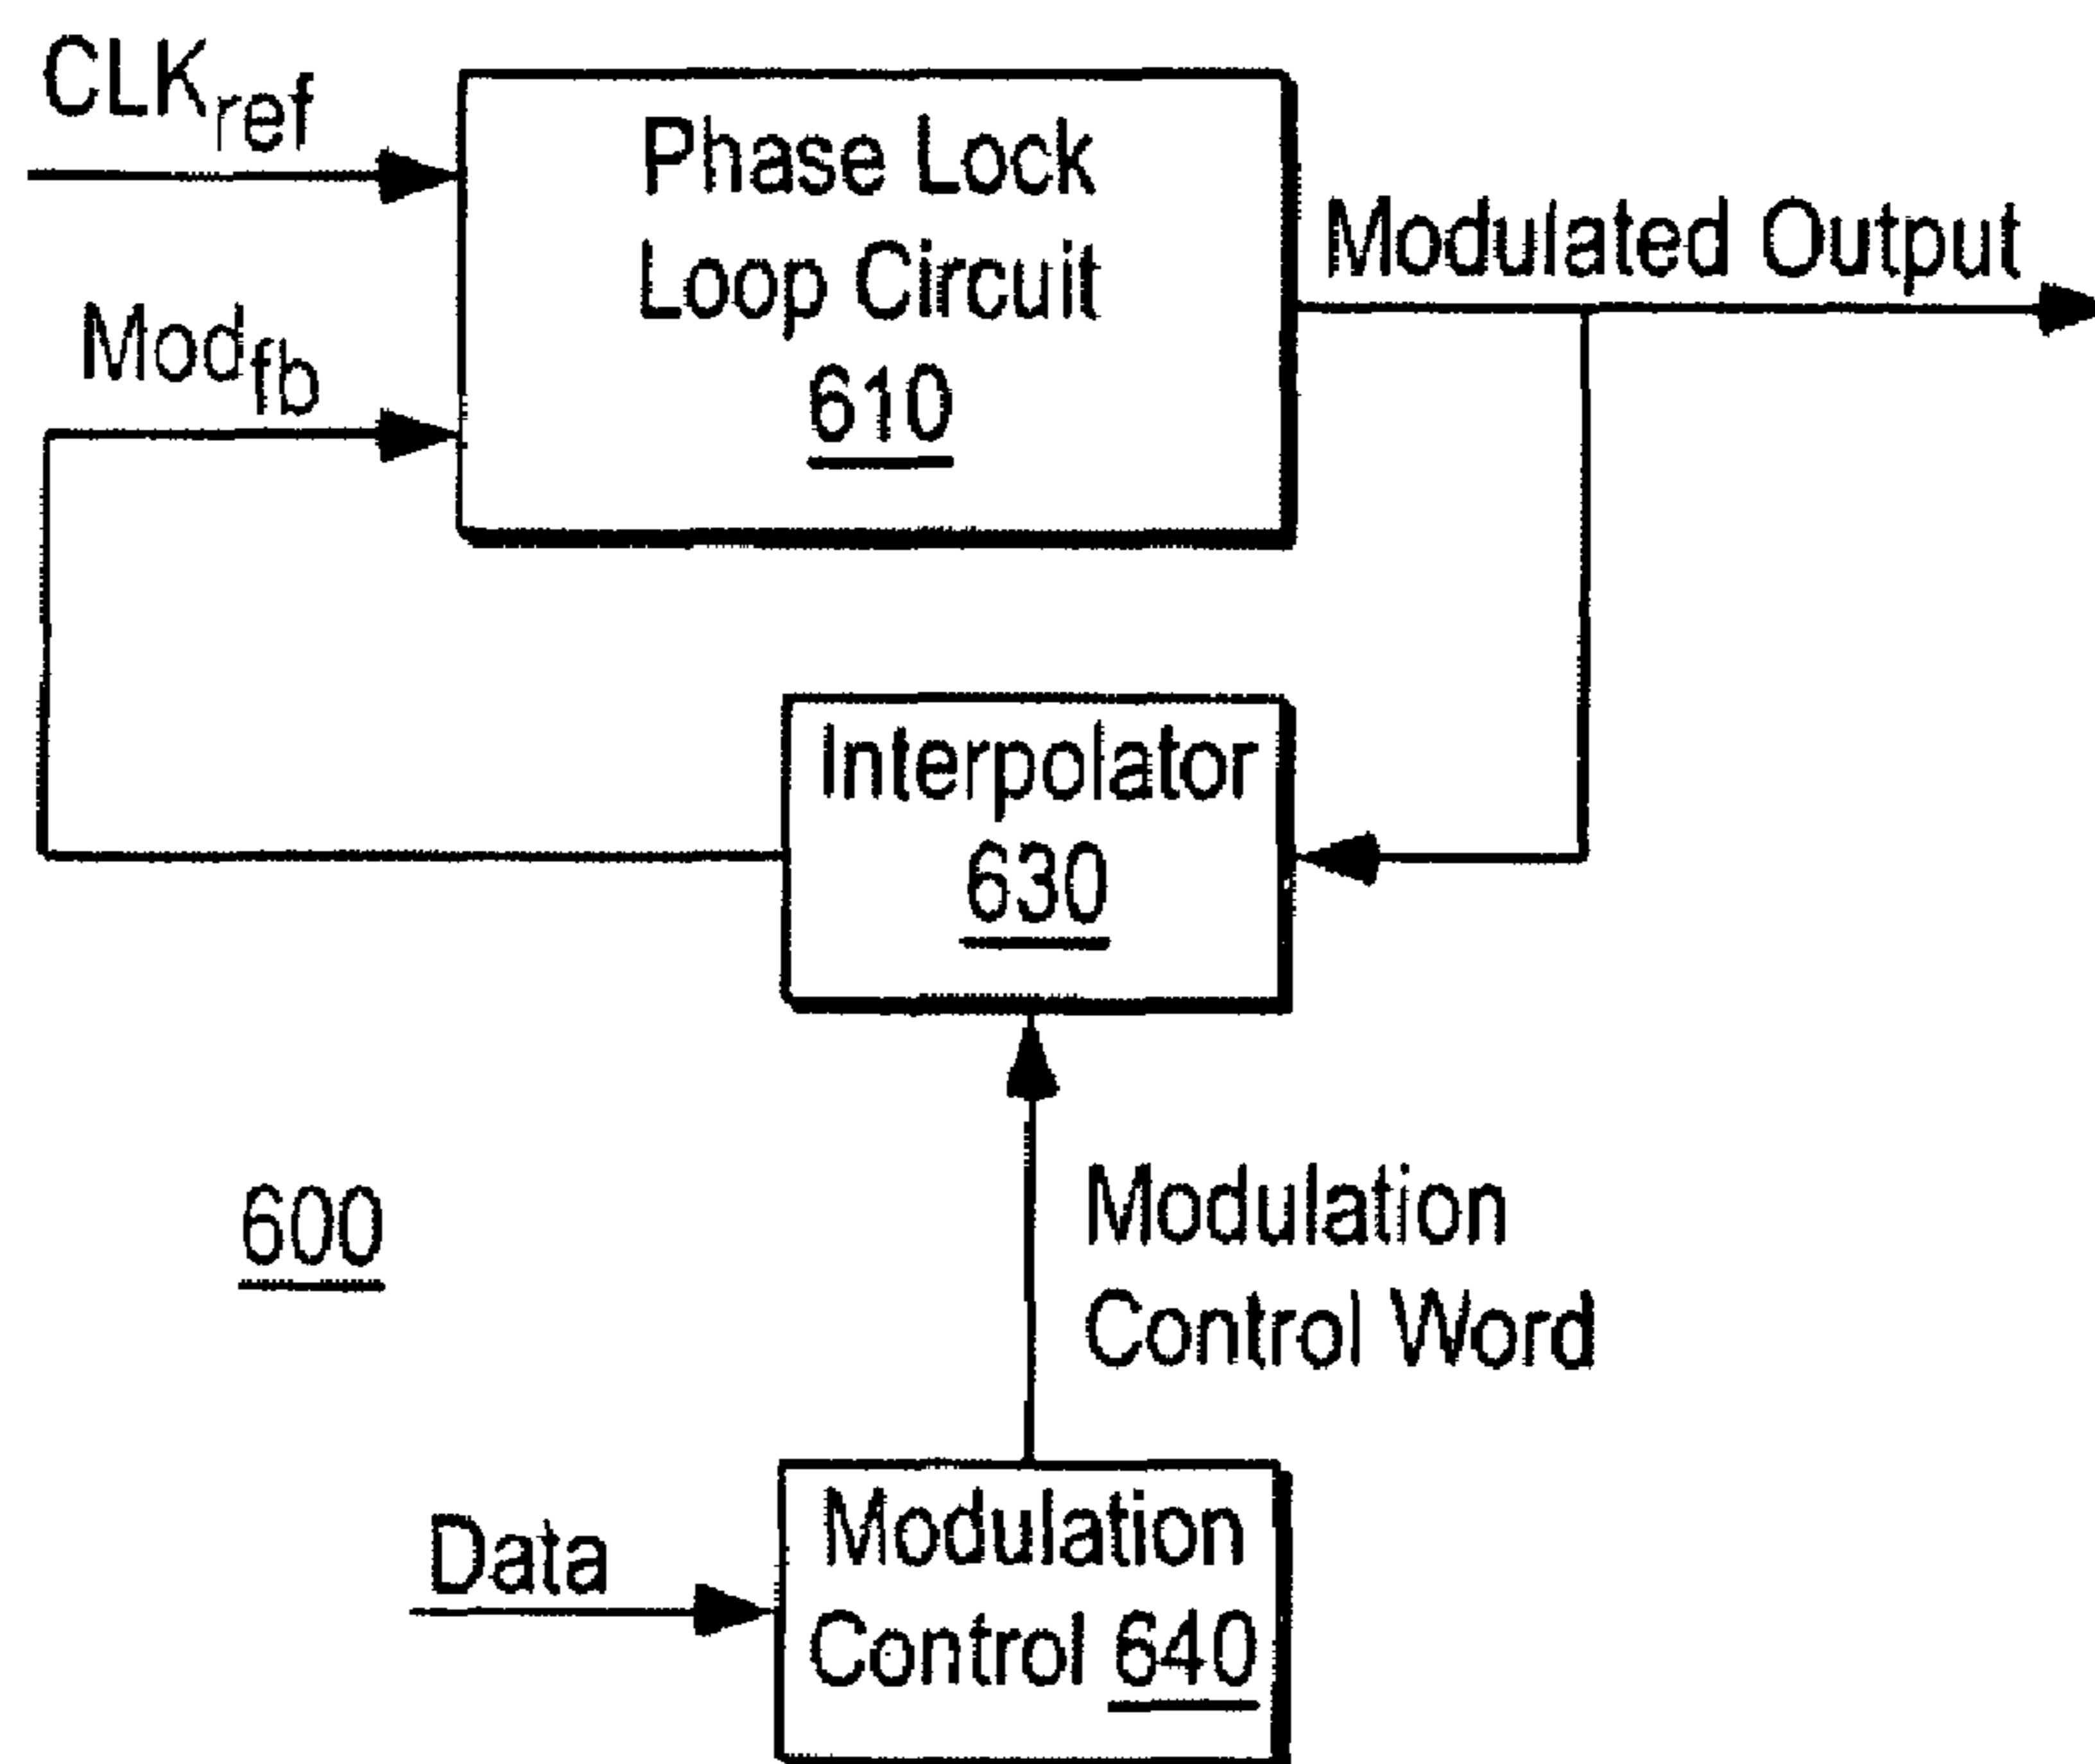 CLKref
Phase Lock
Loop Circuit
610
Modulated Output
Modfb
Interpolator
630
600
Modulation
Control Word
Data
Modulation
Control 640